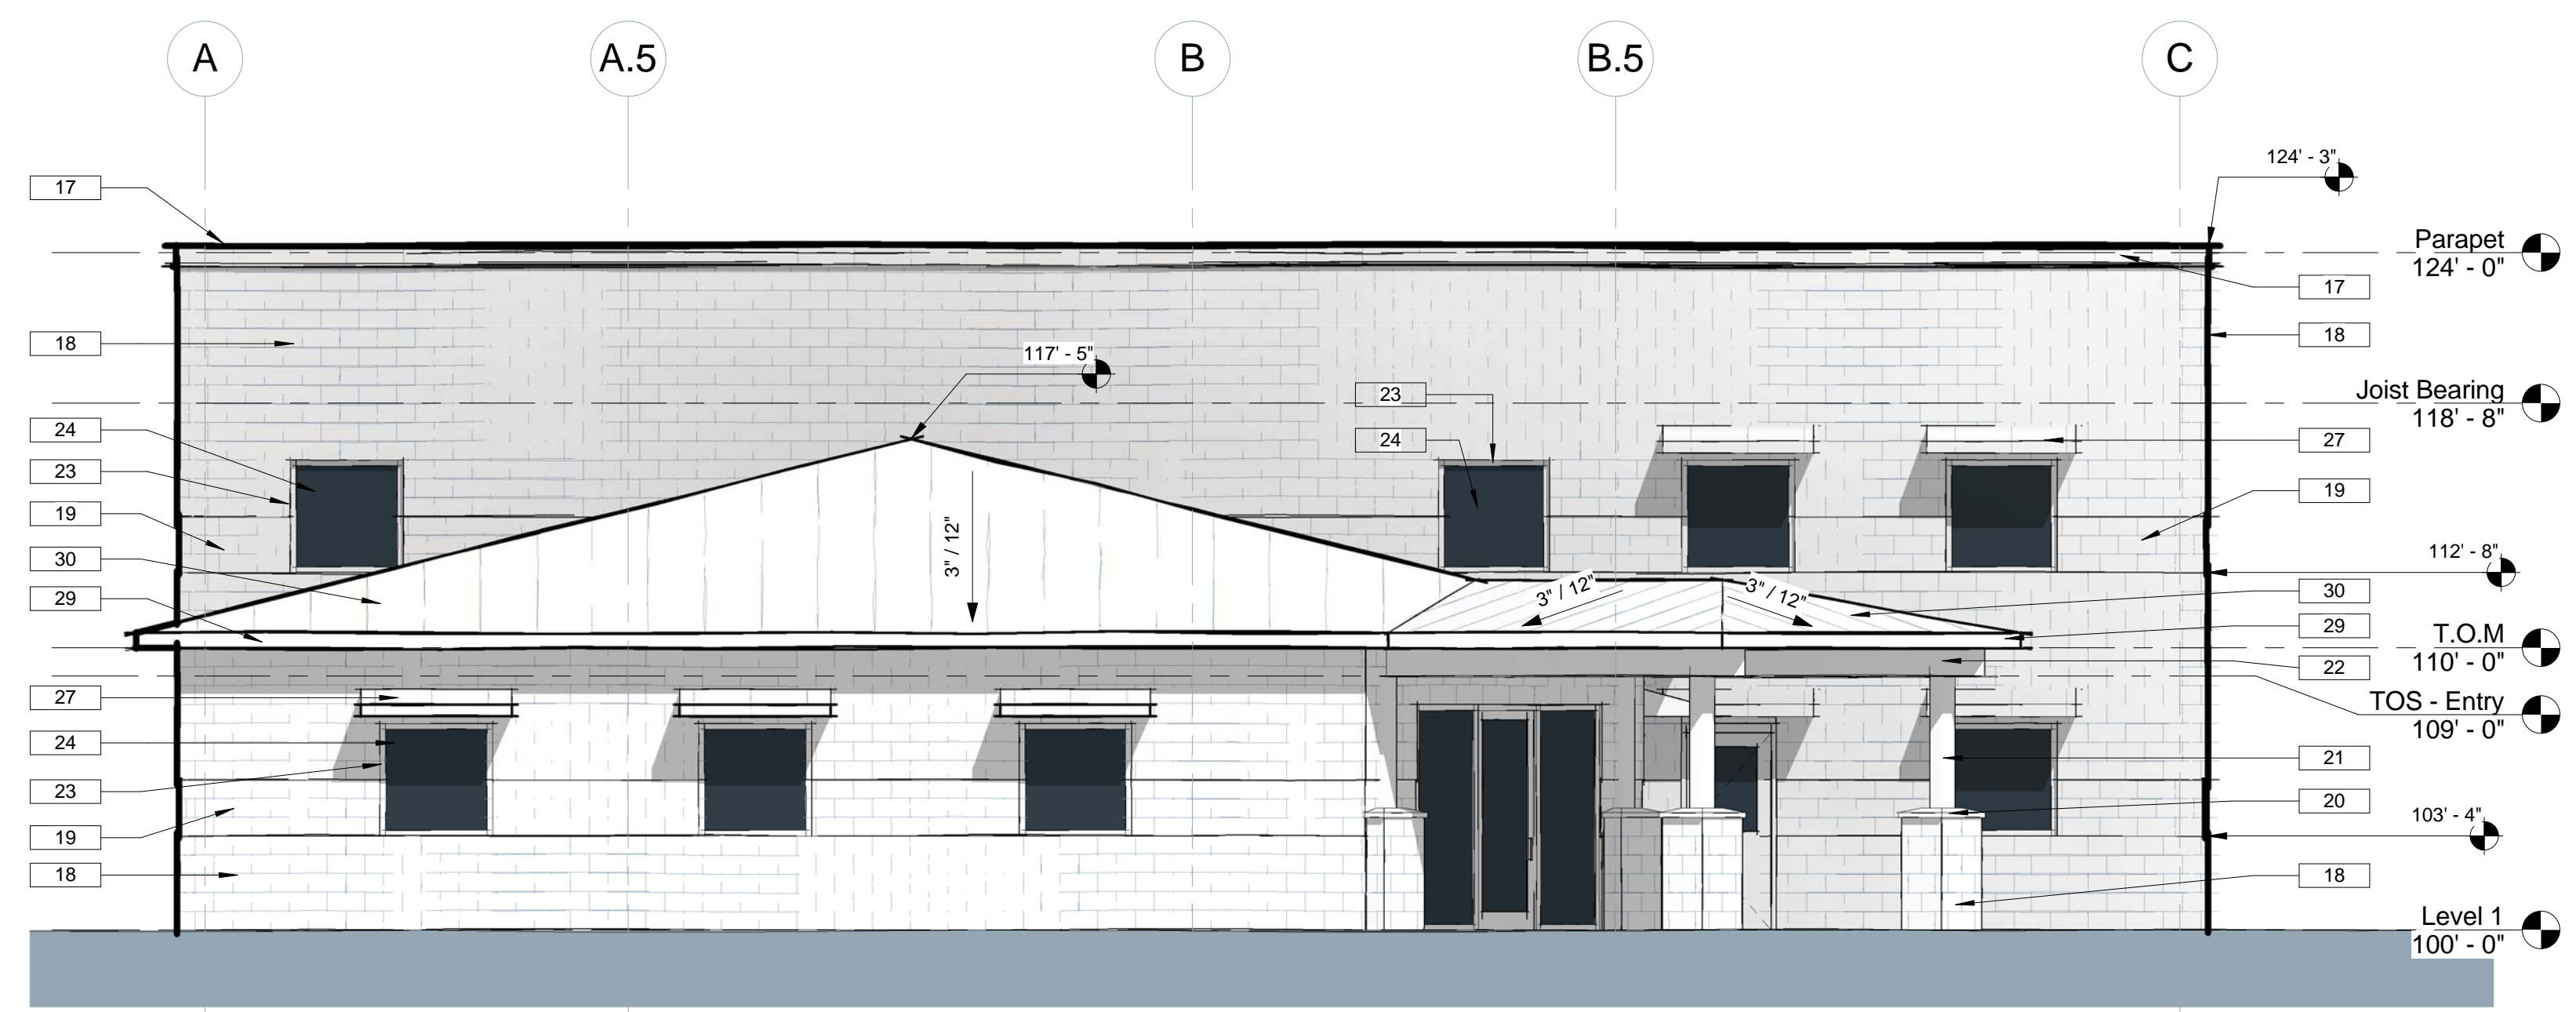 A
A.5
B
B.5
C
17
18
24
23
19
30
29
27
24
23
19
18
117' - 5"
3" / 12"
23
24
3" / 12"
3" / 12"
124' - 3"
Parapet
124' - 0"
17
18
Joist Bearing
118' - 8"
27
19
112' - 8"
30
29
T.O.M
110' - 0"
22
TOS - Entry
109' - 0"
21
20
103' - 4"
18
Level 1
100' - 0"